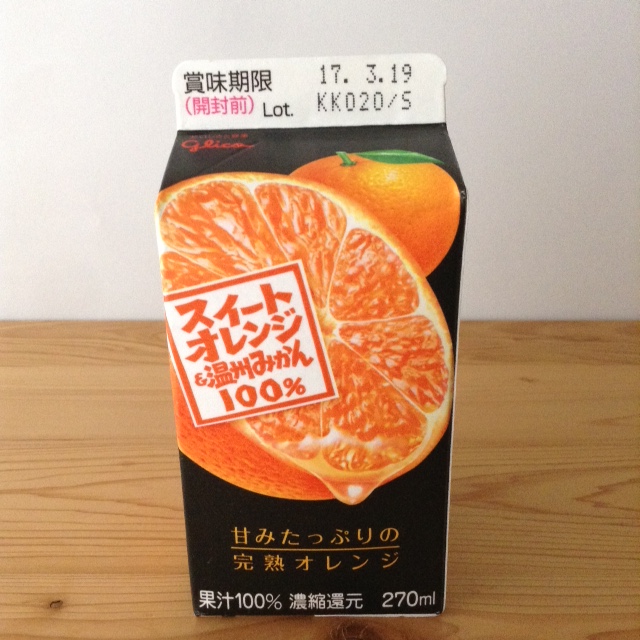 賞味期限 17. 3.19
(開封前) Lot. KK020/S
glico
スイート
オレンジ
&温州みかん
100%
甘みたっぷりの
完熟オレンジ
果汁100% 濃縮還元 270ml